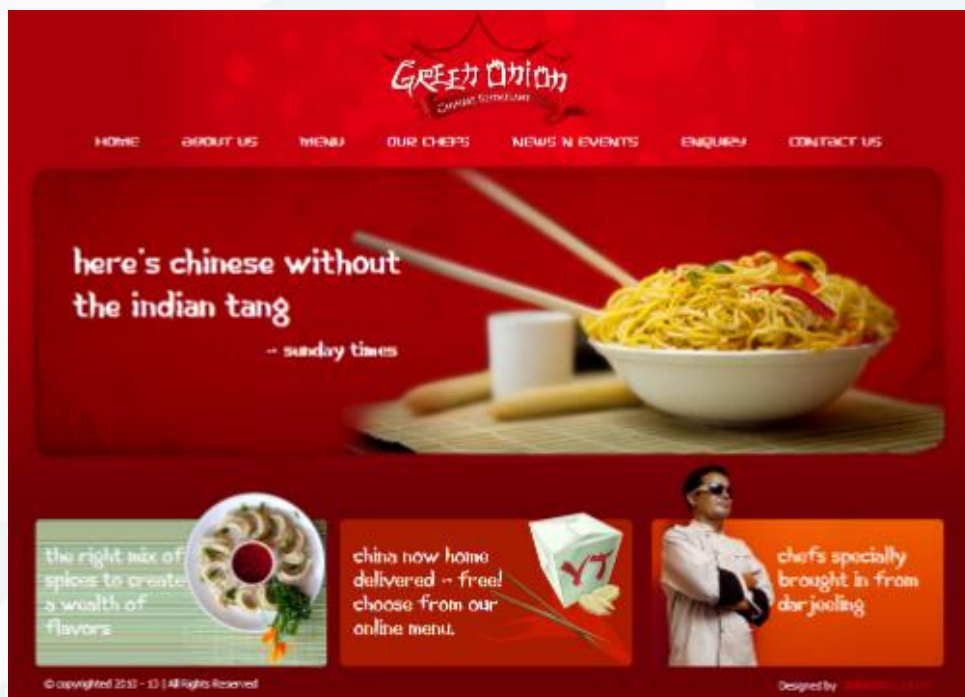 GREEN ONION
CHINESE RESTAURANT
HOME ABOUT US MENU OUR CHEFS NEWS N EVENTS ENQUIRY CONTACT US
here's chinese without
the indian tang
-- sunday times
the right mix of
spices to create
a wealth of
flavors
china now home
delivered -- free!
choose from our
online menu.
chefs specially
brought in from
darjeeling
© copyrighted 2010 - 13 | All Rights Reserved
Designed by